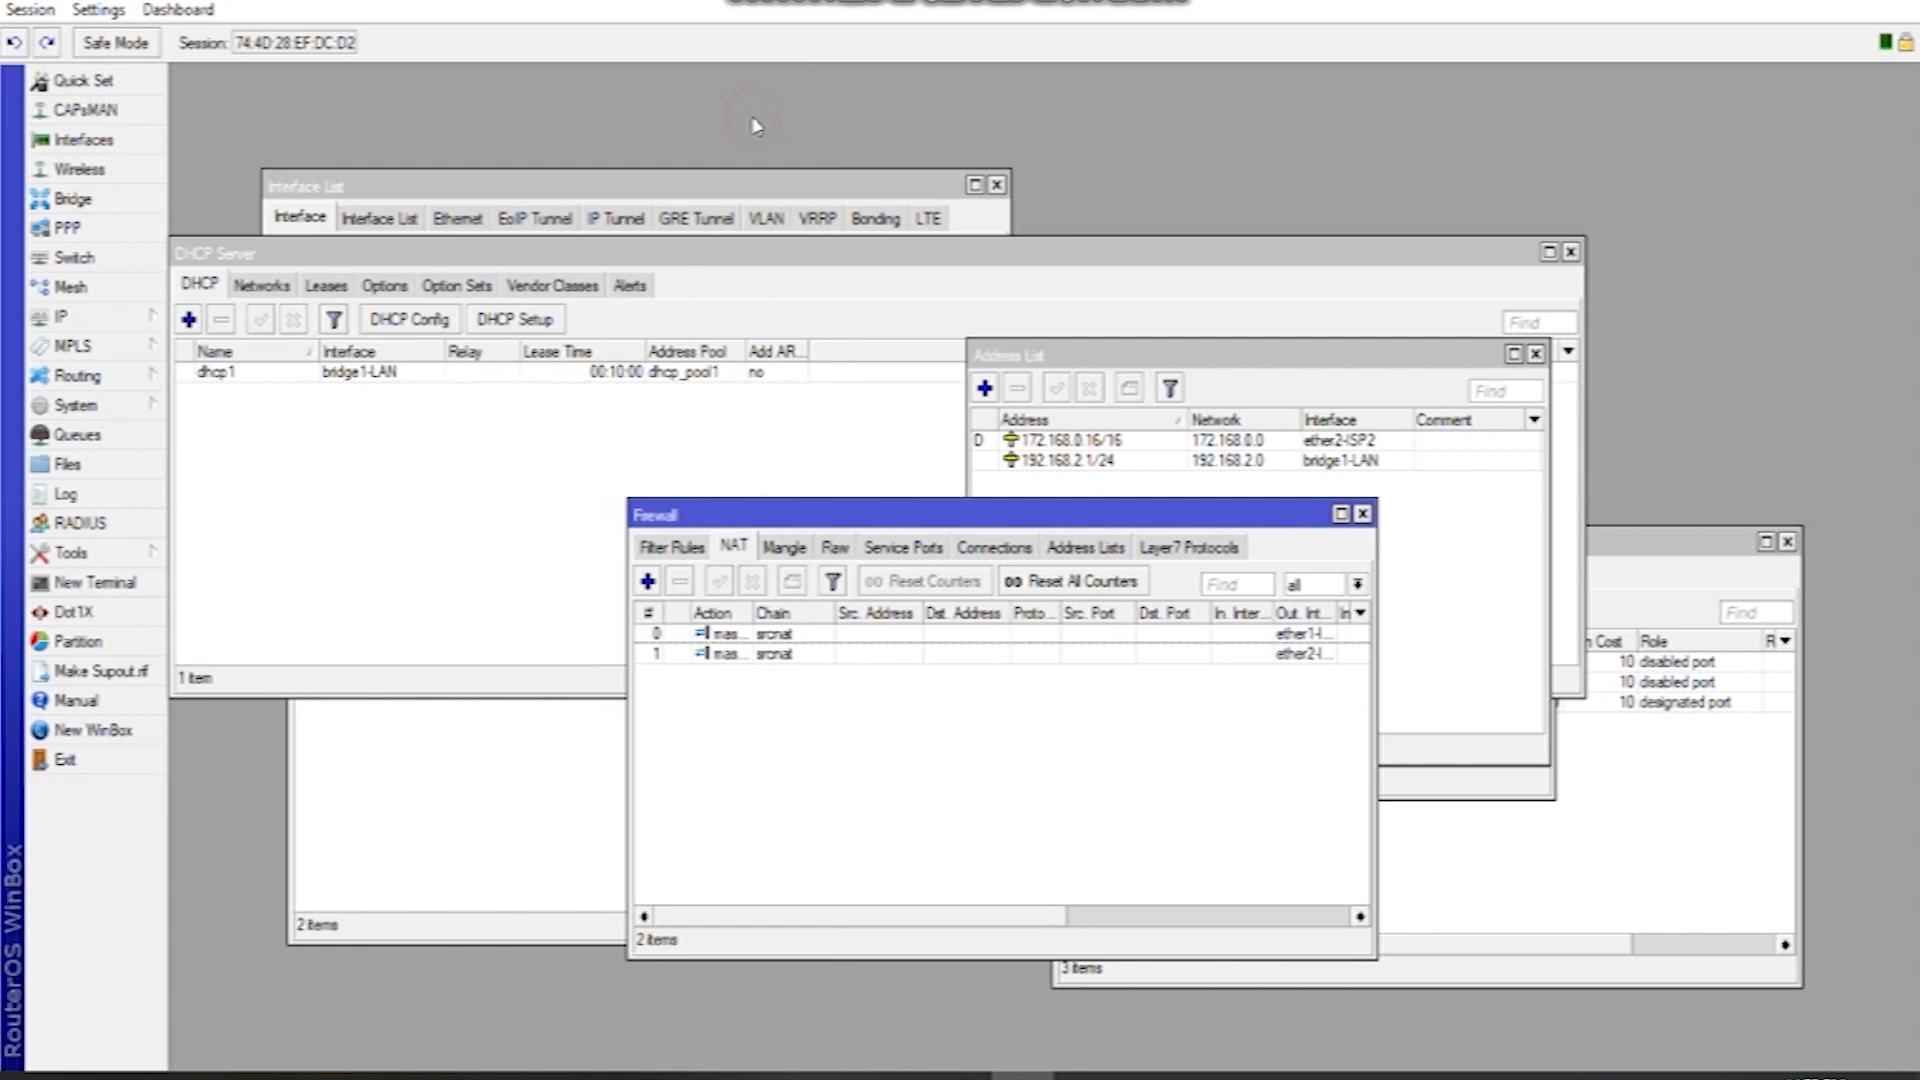 Session Settings Dashboard
Safe Mode Session: 74:4D:28:EF:DC:D2
Quick Set
CAPsMAN
Interfaces
Wireless
Bridge
PPP
Switch
Mesh
IP
MPLS
Routing
System
Queues
Files
Log
RADIUS
Tools
New Terminal
Dot1X
Partition
Make Supout.rif
Manual
New WinBox
Exit
RouterOS WinBox
Interface List
Interface Interface List Ethernet EoIP Tunnel IP Tunnel GRE Tunnel VLAN VRRP Bonding LTE
DHCP Server
DHCP Networks Leases Options Option Sets Vendor Classes Alerts
DHCP Config DHCP Setup Find
Name Interface Relay Lease Time Address Pool Add AR...
dhcp1 bridge1-LAN 00:10:00 dhcp_pool1 no
1 item
Address List
Find
Address Network Interface Comment
D 172.168.0.16/16 172.168.0.0 ether2-ISP2
192.168.2.1/24 192.168.2.0 bridge1-LAN
Firewall
Filter Rules NAT Mangle Raw Service Ports Connections Address Lists Layer7 Protocols
00 Reset Counters 00 Reset All Counters Find all
# Action Chain Src. Address Dst. Address Proto... Src. Port Dst. Port In. Inter... Out. Int... In
0 mas... srcnat ether1-I...
1 mas... srcnat ether2-I...
2 items
2 items
Find
Cost Role R
10 disabled port
10 disabled port
10 designated port
3 items